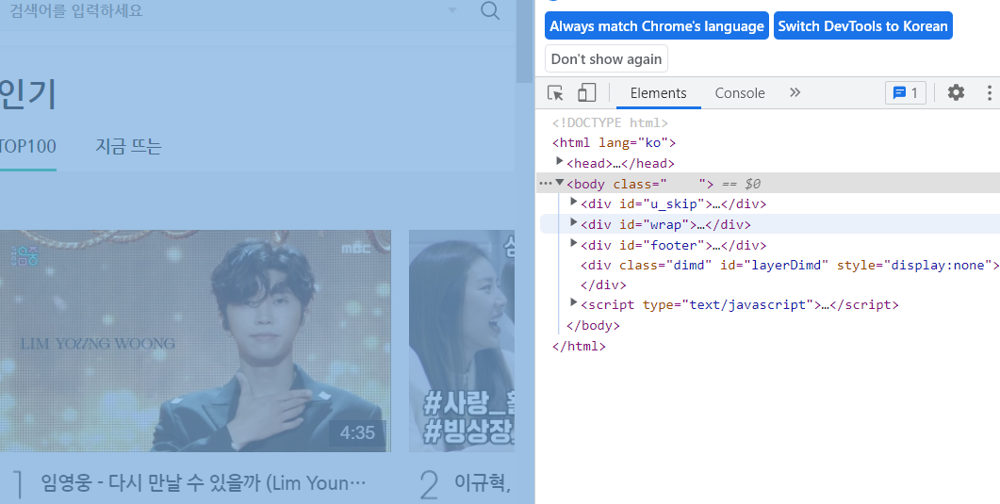 검색어를 입력하세요
인기
TOP100 지금 뜨는
임영웅
mbc
LIM YOUNG WOONG
4:35
#사랑_
#빙상장
1 임영웅 - 다시 만날 수 있을까 (Lim Youn…
2 이규혁,
Always match Chrome's language Switch DevTools to Korean
Don't show again
Elements Console » 1
<!DOCTYPE html>
<html lang="ko">
<head>…</head>
<body class="    "> == $0
<div id="u_skip">…</div>
<div id="wrap">…</div>
<div id="footer">…</div>
<div class="dimd" id="layerDimd" style="display:none">
</div>
<script type="text/javascript">…</script>
</body>
</html>